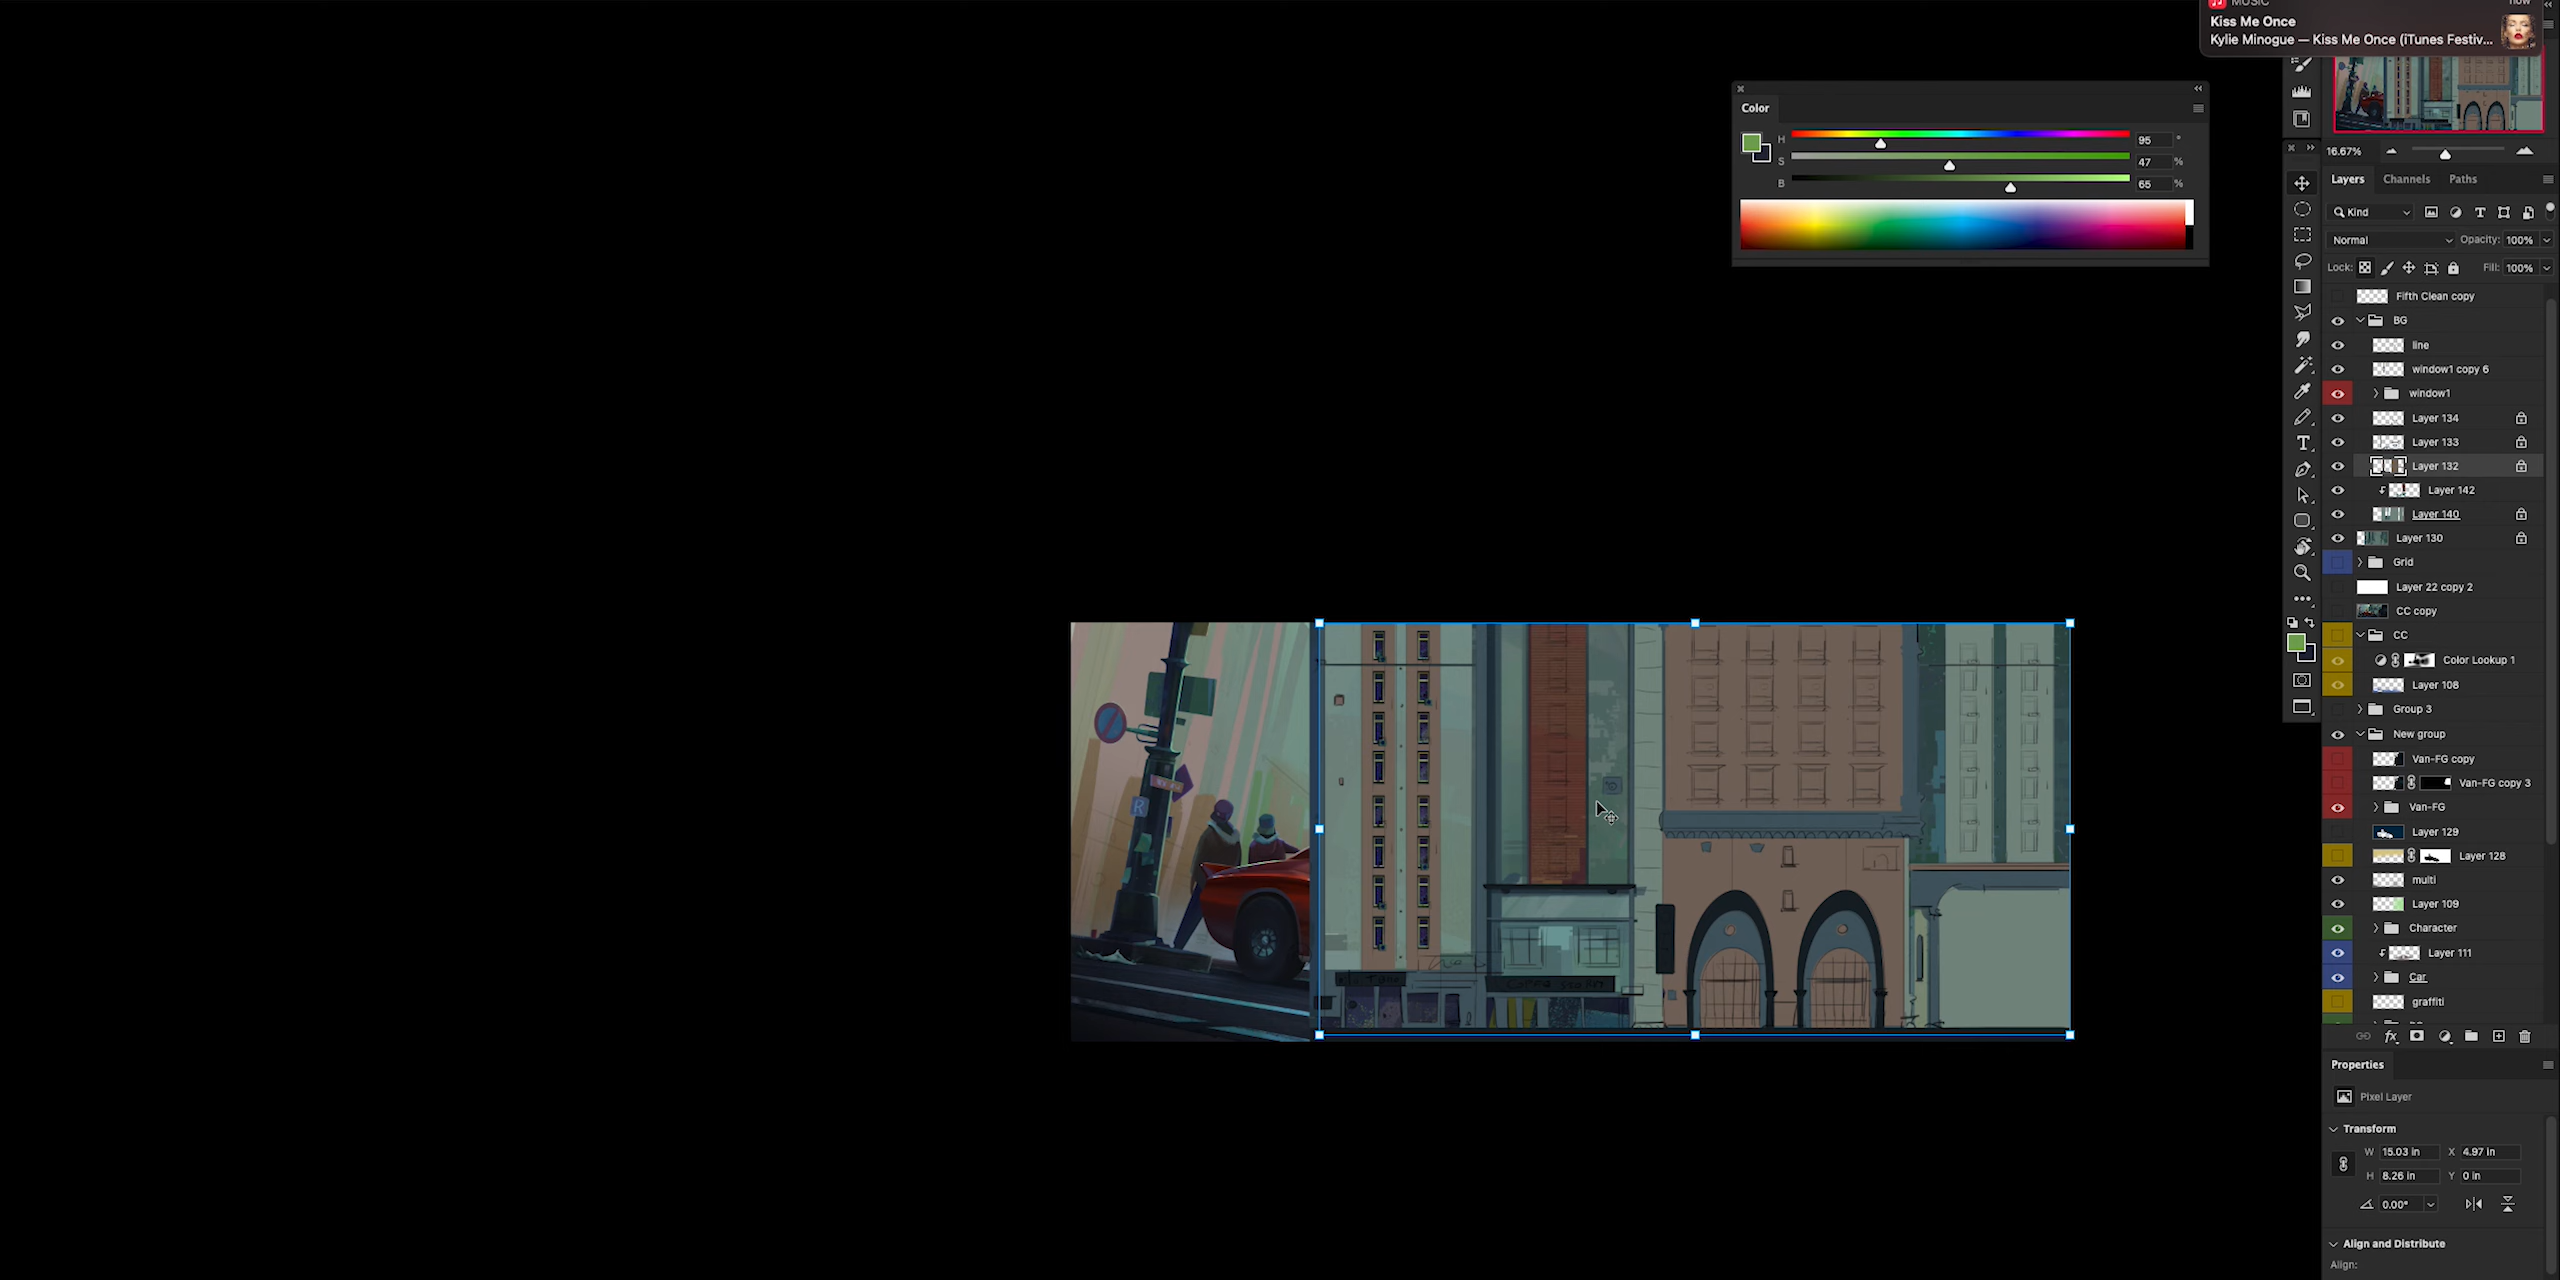 MUSIC
now
Kiss Me Once
Kylie Minogue — Kiss Me Once (iTunes Festiv...
Color
H
95
°
S
47
%
B
65
%
16.67%
Layers
Channels
Paths
Kind
Normal
Opacity:
100%
Lock:
Fill:
100%
Fifth Clean copy
BG
line
window1 copy 6
window1
Layer 134
Layer 133
Layer 132
Layer 142
Layer 140
Layer 130
Grid
Layer 22 copy 2
CC copy
CC
Color Lookup 1
Layer 108
Group 3
New group
Van-FG copy
Van-FG copy 3
Van-FG
Layer 129
Layer 128
multi
Layer 109
Character
Layer 111
Car
graffiti
R
Properties
Pixel Layer
Transform
W
15.03 in
X
4.97 in
H
8.26 in
Y
0 in
0.00°
Align and Distribute
Align: